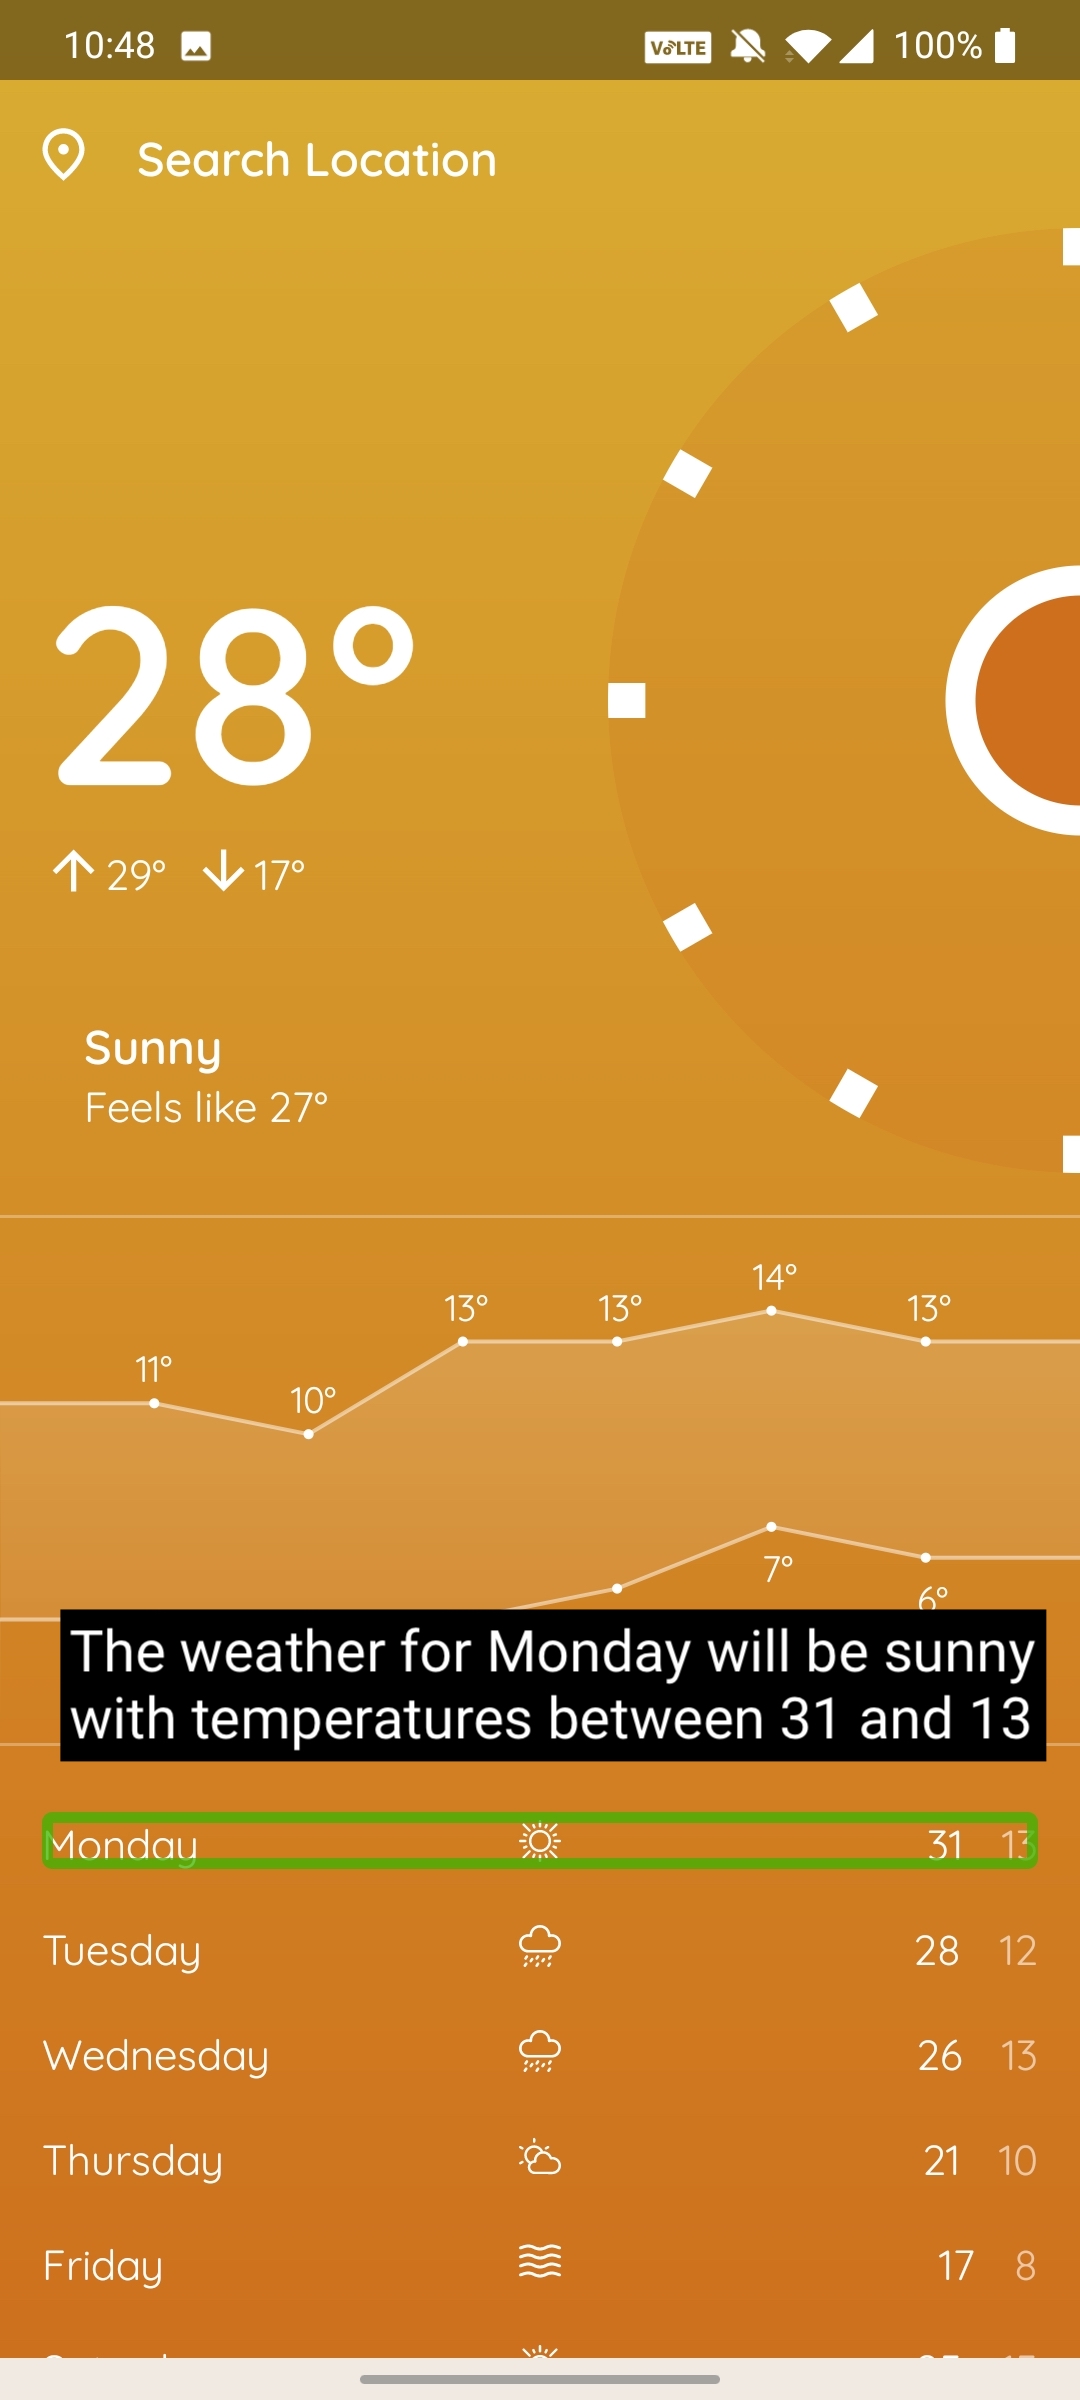 10:48 VoLTE 100%
Search Location
28°
29° 17°
Sunny
Feels like 27°
14°
13° 13° 13°
11°
10°
7°
6°
The weather for Monday will be sunny
with temperatures between 31 and 13
Monday 31 13
Tuesday 28 12
Wednesday 26 13
Thursday 21 10
Friday 17 8